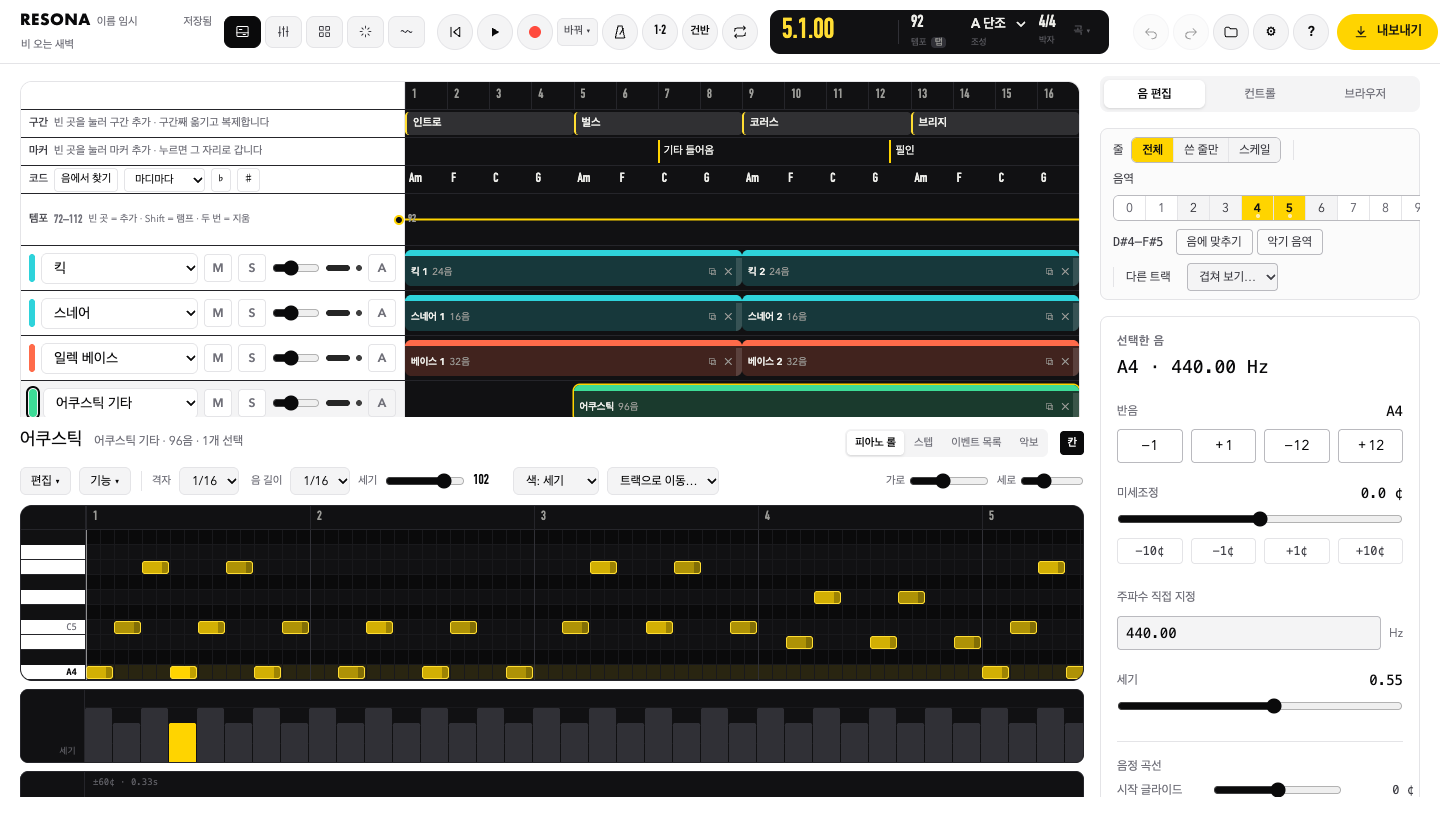 RESONA 이름 임시 저장됨
비 오는 새벽
바꿔 ▾ 1·2 건반
5.1.00 92 A 단조 4/4 곡 ▾
템포 탭 조성 박자
? 내보내기
1 2 3 4 5 6 7 8 9 10 11 12 13 14 15 16
구간 빈 곳을 눌러 구간 추가 · 구간째 옮기고 복제합니다
인트로 벌스 코러스 브리지
마커 빈 곳을 눌러 마커 추가 · 누르면 그 자리로 갑니다
기타 들어옴 필인
코드 음에서 찾기 마디마다 ♭ #
Am F C G Am F C G Am F C G Am F C G
템포 72–112 빈 곳 = 추가 · Shift = 램프 · 두 번 = 지움
92
킥 M S A
킥 1 24음 킥 2 24음
스네어 M S A
스네어 1 16음 스네어 2 16음
일렉 베이스 M S A
베이스 1 32음 베이스 2 32음
어쿠스틱 기타 M S A
어쿠스틱 96음
어쿠스틱 어쿠스틱 기타 · 96음 · 1개 선택
피아노 롤 스텝 이벤트 목록 악보 칸
편집 ▾ 기능 ▾ 격자 1/16 음 길이 1/16 세기 102 색: 세기 트랙으로 이동… 가로 세로
1 2 3 4 5
C5
A4
세기
±60¢ · 0.33s
음 편집 컨트롤 브라우저
줄 전체 쓴 줄만 스케일
음역
0 1 2 3 4 5 6 7 8 9
D#4–F#5 음에 맞추기 악기 음역
다른 트랙 겹쳐 보기…
선택한 음
A4 · 440.00 Hz
반음 A4
−1 +1 −12 +12
미세조정 0.0 ¢
−10¢ −1¢ +1¢ +10¢
주파수 직접 지정
440.00 Hz
세기 0.55
음정 곡선
시작 글라이드 0 ¢